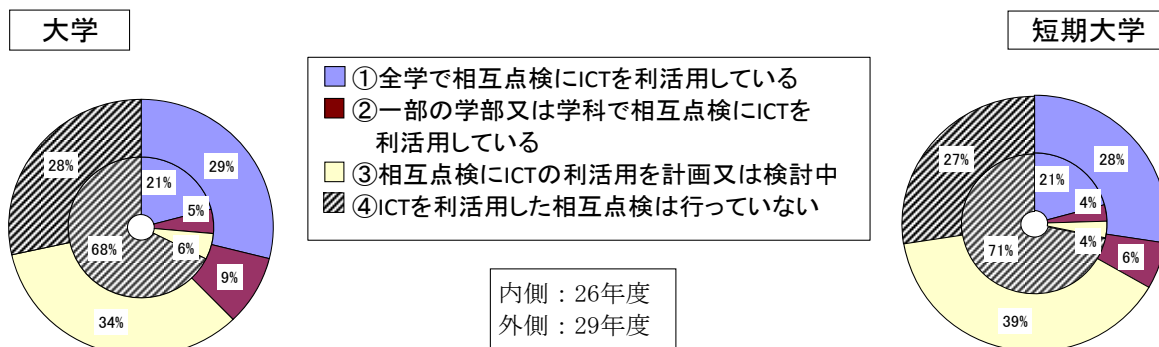 大学
短期大学
①全学で相互点検にICTを利活用している
②一部の学部又は学科で相互点検にICTを
利活用している
③相互点検にICTの利活用を計画又は検討中
④ICTを利活用した相互点検は行っていない
28%
29%
21%
5%
6%
68%
9%
34%
27%
28%
21%
4%
4%
71%
6%
39%
内側：26年度
外側：29年度